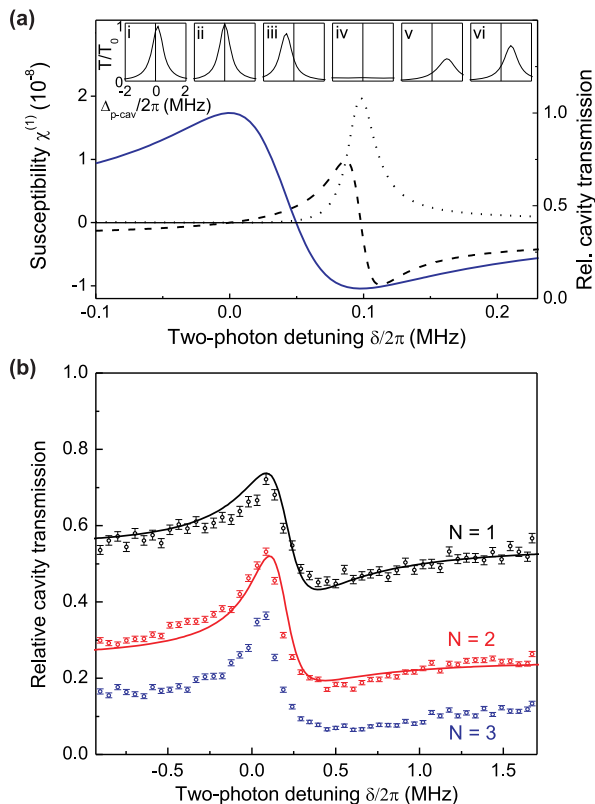 (a)
i ii iii iv v vi
T/T0
1
0
-2 0 2
Δp-cav/2π (MHz)
Susceptibility χ(1) (10-8)
2
1
0
-1
Rel. cavity transmission
1.0
0.5
0.0
-0.1 0.0 0.1 0.2
Two-photon detuning δ/2π (MHz)
(b)
Relative cavity transmission
1.0
0.8
0.6
0.4
0.2
0.0
N = 1
N = 2
N = 3
-0.5 0.0 0.5 1.0 1.5
Two-photon detuning δ/2π (MHz)